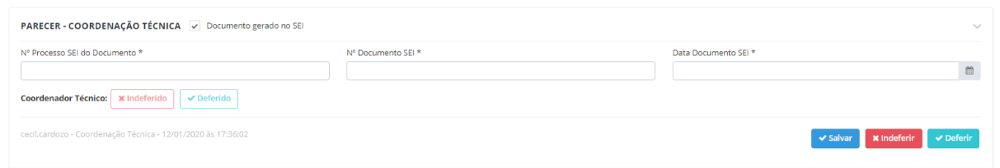 PARECER - COORDENAÇÃO TÉCNICA Documento gerado no SEI
Nº Processo SEI do Documento * Nº Documento SEI * Data Documento SEI *
Coordenador Técnico: Indeferido Deferido
cecil.cardozo - Coordenação Técnica - 12/01/2020 às 17:36:02
Salvar Indeferir Deferir